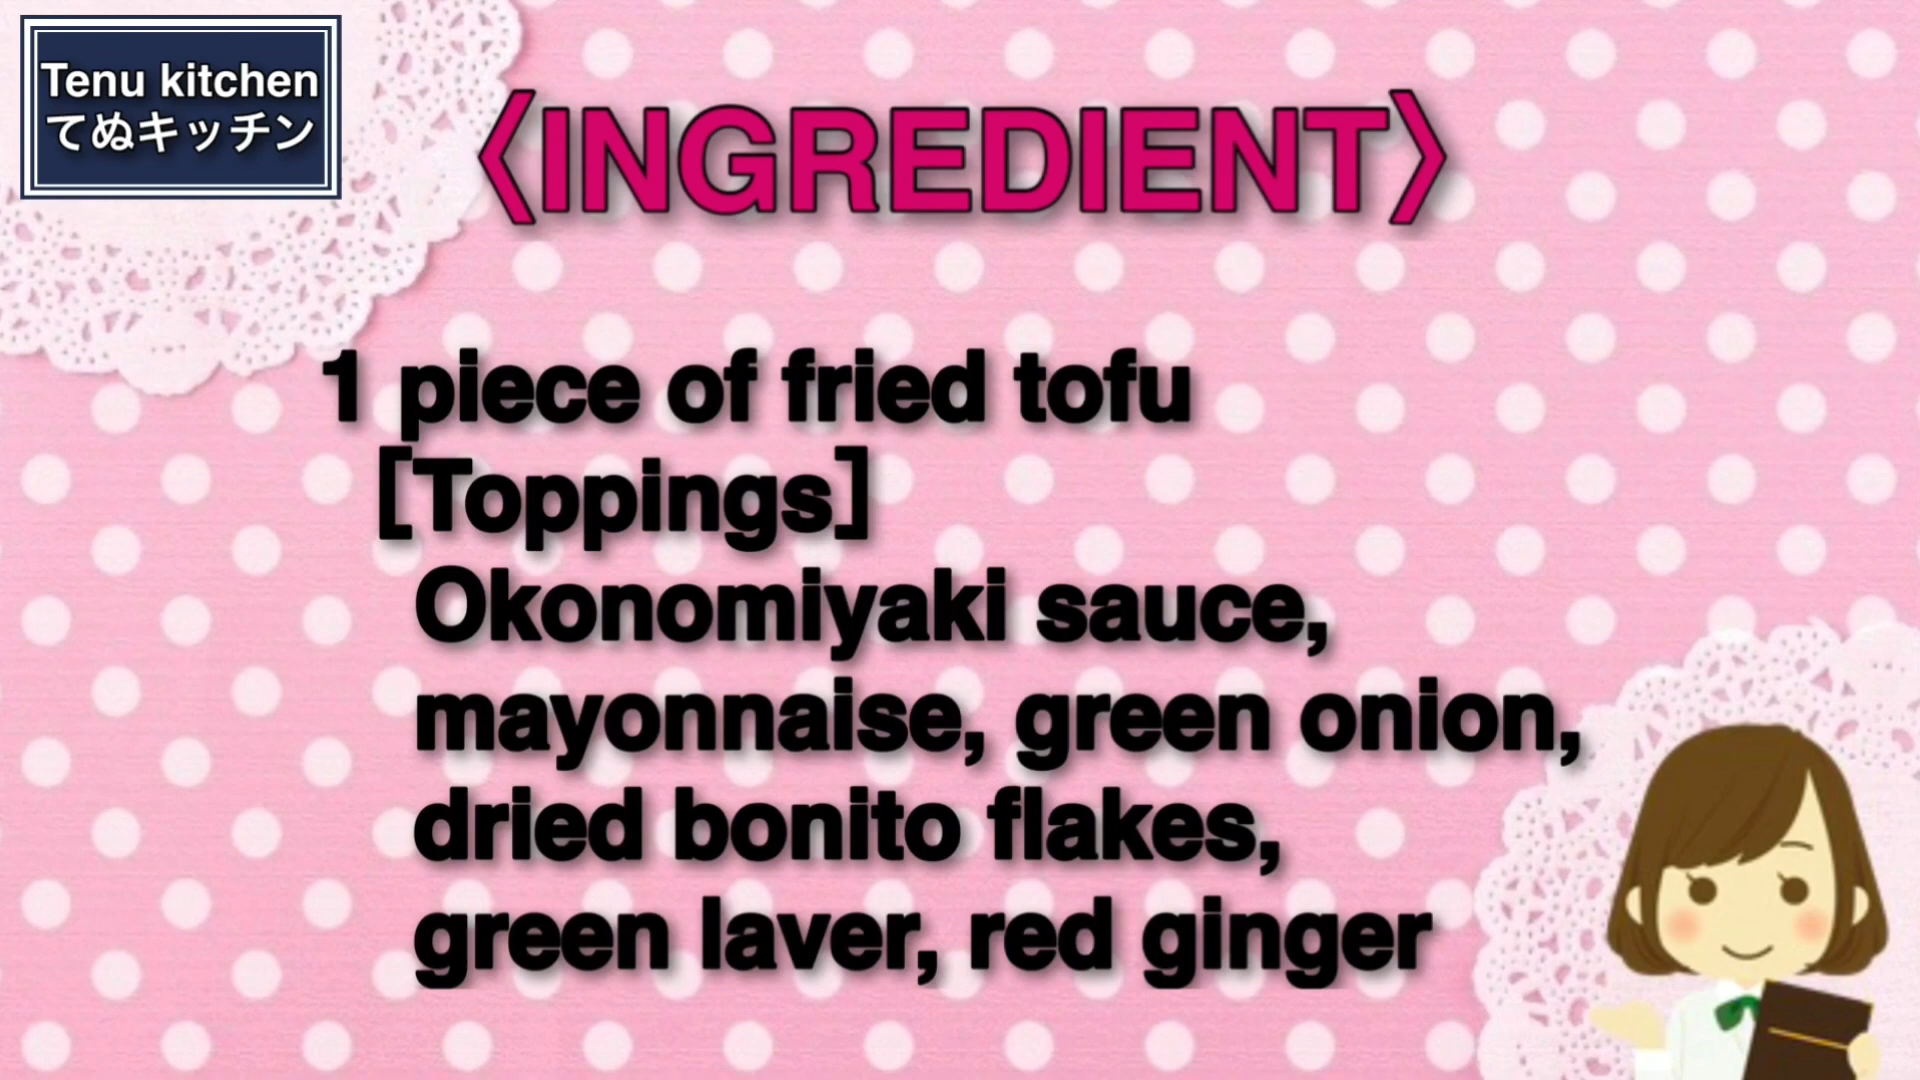 Tenu kitchen
てぬキッチン
〈INGREDIENT〉
1 piece of fried tofu
[Toppings]
Okonomiyaki sauce,
mayonnaise, green onion,
dried bonito flakes,
green laver, red ginger